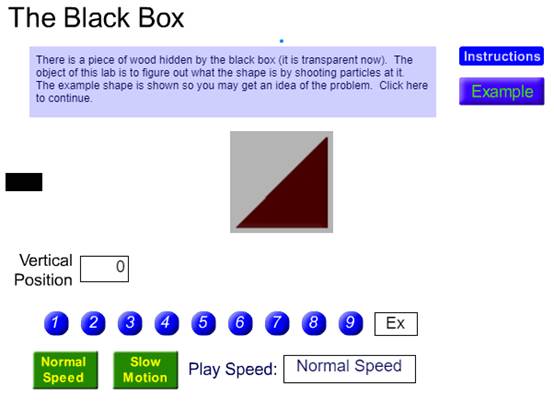 The Black Box
There is a piece of wood hidden by the black box (it is transparent now). The
object of this lab is to figure out what the shape is by shooting particles at it.
The example shape is shown so you may get an idea of the problem. Click here
to continue.
Instructions
Example
Vertical
Position
0
1 2 3 4 5 6 7 8 9 Ex
Normal
Speed
Slow
Motion
Play Speed: Normal Speed